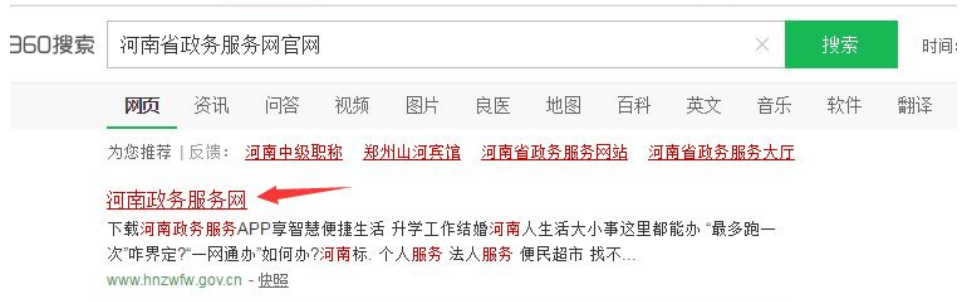 360搜索 河南省政务服务网官网 × 搜索 时间:
网页 资讯 问答 视频 图片 良医 地图 百科 英文 音乐 软件 翻译
为您推荐 | 反馈: 河南中级职称 郑州山河宾馆 河南省政务服务网站 河南省政务服务大厅
河南政务服务网
下载河南政务服务APP享智慧便捷生活 升学工作结婚河南人生活大小事这里都能办 “最多跑一
次”咋界定?“一网通办”如何办?河南标. 个人服务 法人服务 便民超市 找不...
www.hnzwfw.gov.cn - 快照